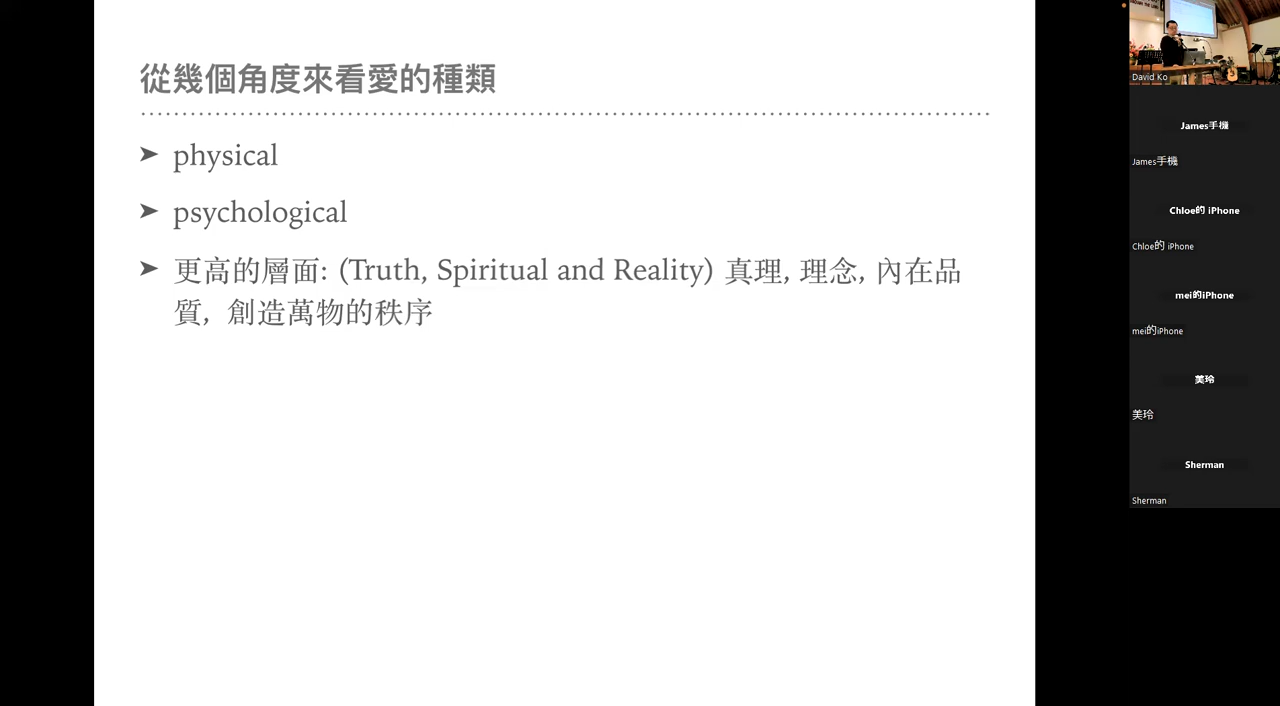 從幾個角度來看愛的種類
➤ physical
➤ psychological
➤ 更高的層面: (Truth, Spiritual and Reality) 真理, 理念, 內在品
質, 創造萬物的秩序
David Ko
James手機
James手機
Chloe的 iPhone
Chloe的 iPhone
mei的iPhone
mei的iPhone
美玲
美玲
Sherman
Sherman